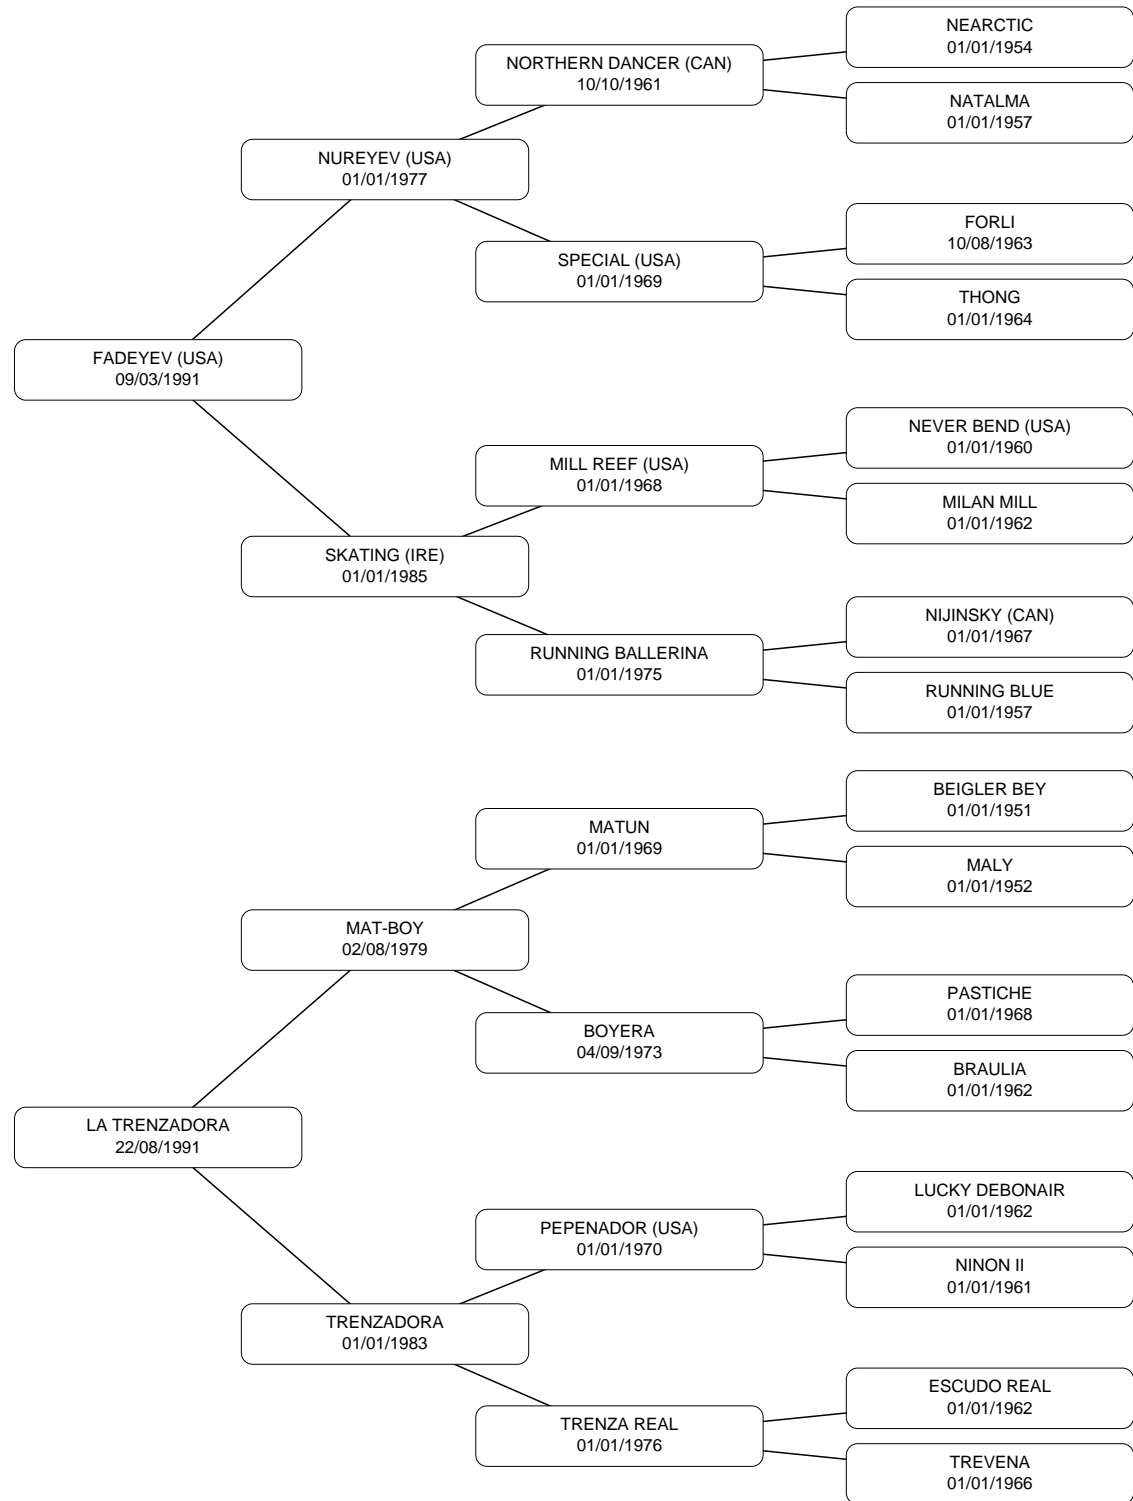 NEARCTIC
01/01/1954
NORTHERN DANCER (CAN)
10/10/1961
NATALMA
01/01/1957
NUREYEV (USA)
01/01/1977
FORLI
10/08/1963
SPECIAL (USA)
01/01/1969
THONG
01/01/1964
FADEYEV (USA)
09/03/1991
NEVER BEND (USA)
01/01/1960
MILL REEF (USA)
01/01/1968
MILAN MILL
01/01/1962
SKATING (IRE)
01/01/1985
NIJINSKY (CAN)
01/01/1967
RUNNING BALLERINA
01/01/1975
RUNNING BLUE
01/01/1957
BEIGLER BEY
01/01/1951
MATUN
01/01/1969
MALY
01/01/1952
MAT-BOY
02/08/1979
PASTICHE
01/01/1968
BOYERA
04/09/1973
BRAULIA
01/01/1962
LA TRENZADORA
22/08/1991
LUCKY DEBONAIR
01/01/1962
PEPENADOR (USA)
01/01/1970
NINON II
01/01/1961
TRENZADORA
01/01/1983
ESCUDO REAL
01/01/1962
TRENZA REAL
01/01/1976
TREVENA
01/01/1966